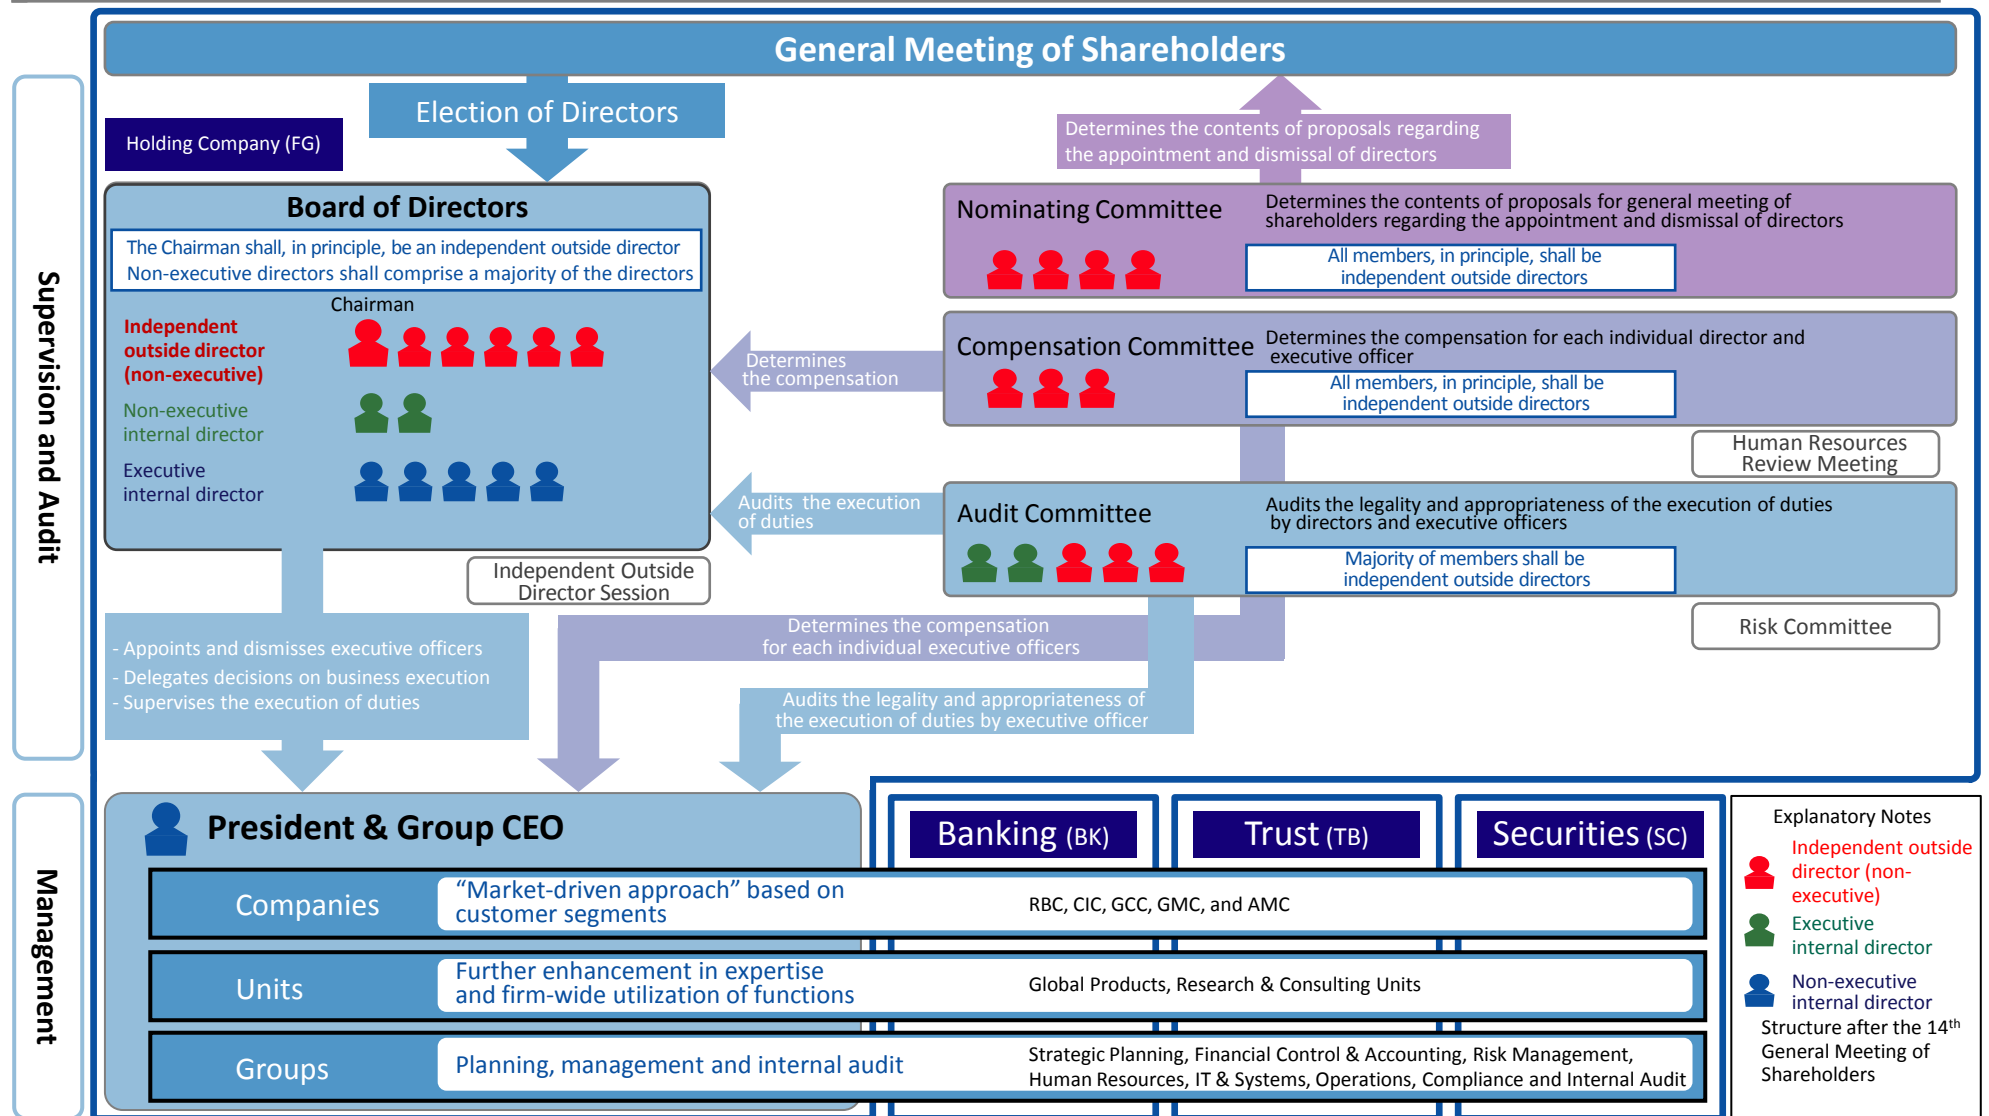 General Meeting of Shareholders
Election of Directors
Holding Company (FG)
Determines the contents of proposals regarding
the appointment and dismissal of directors
Supervision and Audit
Board of Directors
The Chairman shall, in principle, be an independent outside director
Non-executive directors shall comprise a majority of the directors
Chairman
Independent
outside director
(non-executive)
Non-executive
internal director
Executive
internal director
Nominating Committee
Determines the contents of proposals for general meeting of
shareholders regarding the appointment and dismissal of directors
All members, in principle, shall be
independent outside directors
Determines
the compensation
Compensation Committee
Determines the compensation for each individual director and
executive officer
All members, in principle, shall be
independent outside directors
Human Resources
Review Meeting
Audits the execution
of duties
Audit Committee
Audits the legality and appropriateness of the execution of duties
by directors and executive officers
Majority of members shall be
independent outside directors
Independent Outside
Director Session
Risk Committee
- Appoints and dismisses executive officers
- Delegates decisions on business execution
- Supervises the execution of duties
Determines the compensation
for each individual executive officers
Audits the legality and appropriateness of
the execution of duties by executive officer
Management
President & Group CEO
Banking (BK)
Trust (TB)
Securities (SC)
Companies
“Market-driven approach” based on
customer segments
RBC, CIC, GCC, GMC, and AMC
Units
Further enhancement in expertise
and firm-wide utilization of functions
Global Products, Research & Consulting Units
Groups
Planning, management and internal audit
Strategic Planning, Financial Control & Accounting, Risk Management,
Human Resources, IT & Systems, Operations, Compliance and Internal Audit
Explanatory Notes
Independent outside
director (non-
executive)
Executive
internal director
Non-executive
internal director
Structure after the 14th
General Meeting of
Shareholders